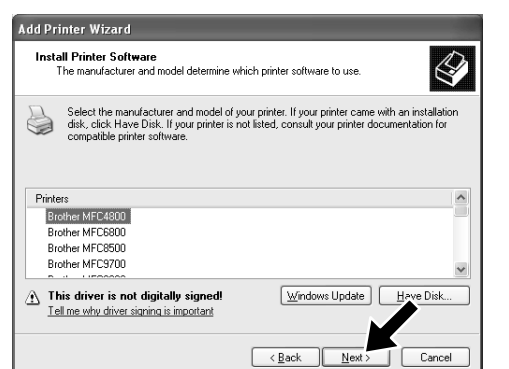 Add Printer Wizard
Install Printer Software
The manufacturer and model determine which printer software to use.
Select the manufacturer and model of your printer. If your printer came with an installation
disk, click Have Disk. If your printer is not listed, consult your printer documentation for
compatible printer software.
Printers
Brother MFC4800
Brother MFC6800
Brother MFC8500
Brother MFC9700
This driver is not digitally signed!
Tell me why driver signing is important
Windows Update
Have Disk...
< Back
Next >
Cancel